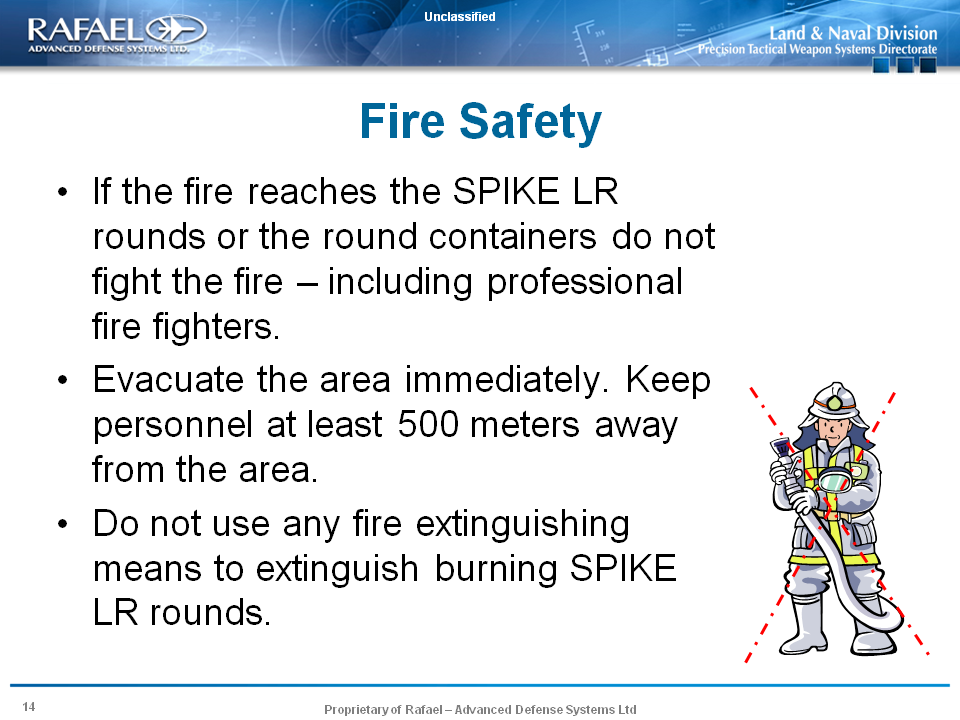 Unclassified
RAFAEL
ADVANCED DEFENSE SYSTEMS LTD.
Land & Naval Division
Precision Tactical Weapon Systems Directorate
Fire Safety
• If the fire reaches the SPIKE LR
rounds or the round containers do not
fight the fire – including professional
fire fighters.
• Evacuate the area immediately. Keep
personnel at least 500 meters away
from the area.
• Do not use any fire extinguishing
means to extinguish burning SPIKE
LR rounds.
14
Proprietary of Rafael – Advanced Defense Systems Ltd